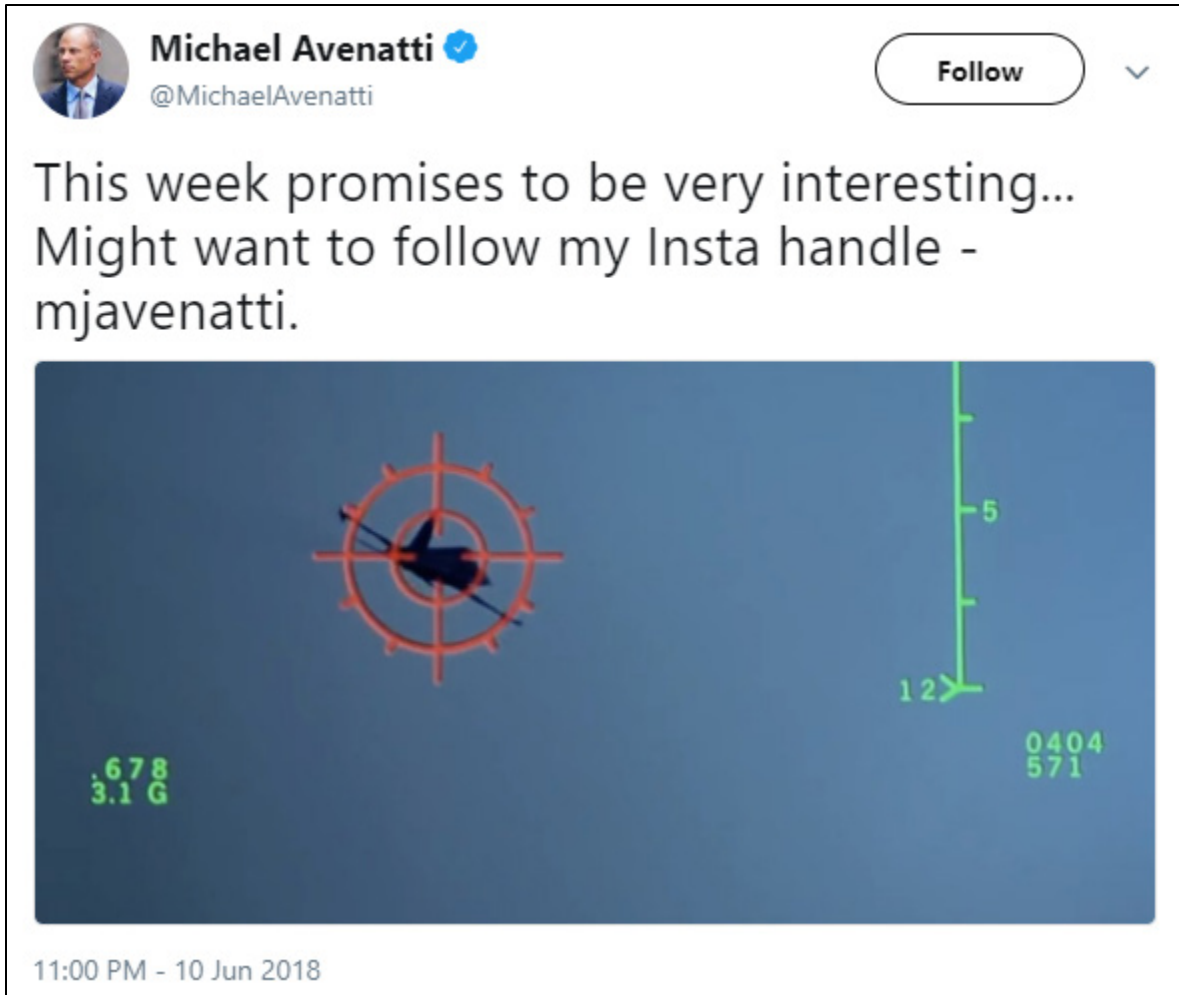 Michael Avenatti
@MichaelAvenatti
Follow
This week promises to be very interesting...
Might want to follow my Insta handle -
mjavenatti.
5
12
.678
3.1 G
0404
571
11:00 PM - 10 Jun 2018